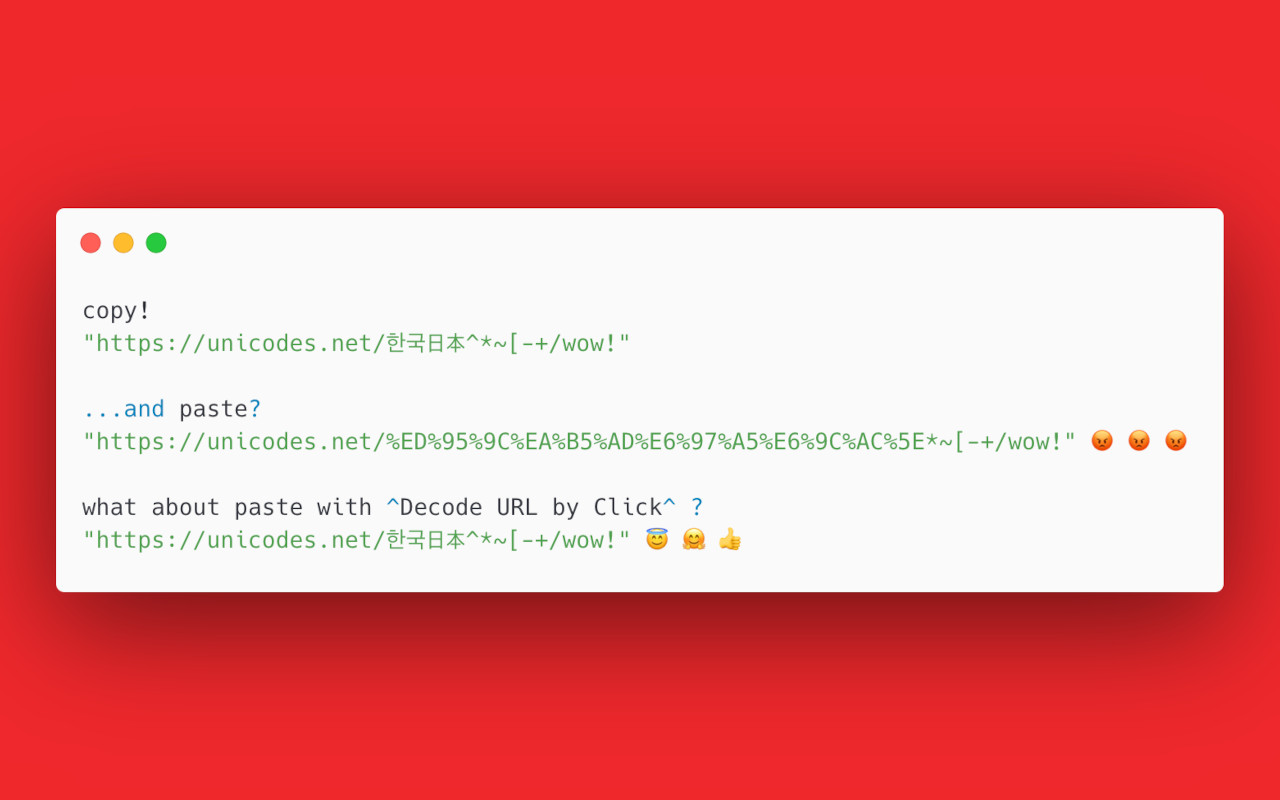 copy!
"https://unicodes.net/한국日本^*~[-+/wow!"
...and paste?
"https://unicodes.net/%ED%95%9C%EA%B5%AD%E6%97%A5%E6%9C%AC%5E*~[-+/wow!" 😡 😡 😡
what about paste with ^Decode URL by Click^ ?
"https://unicodes.net/한국日本^*~[-+/wow!" 😇 🤗 👍